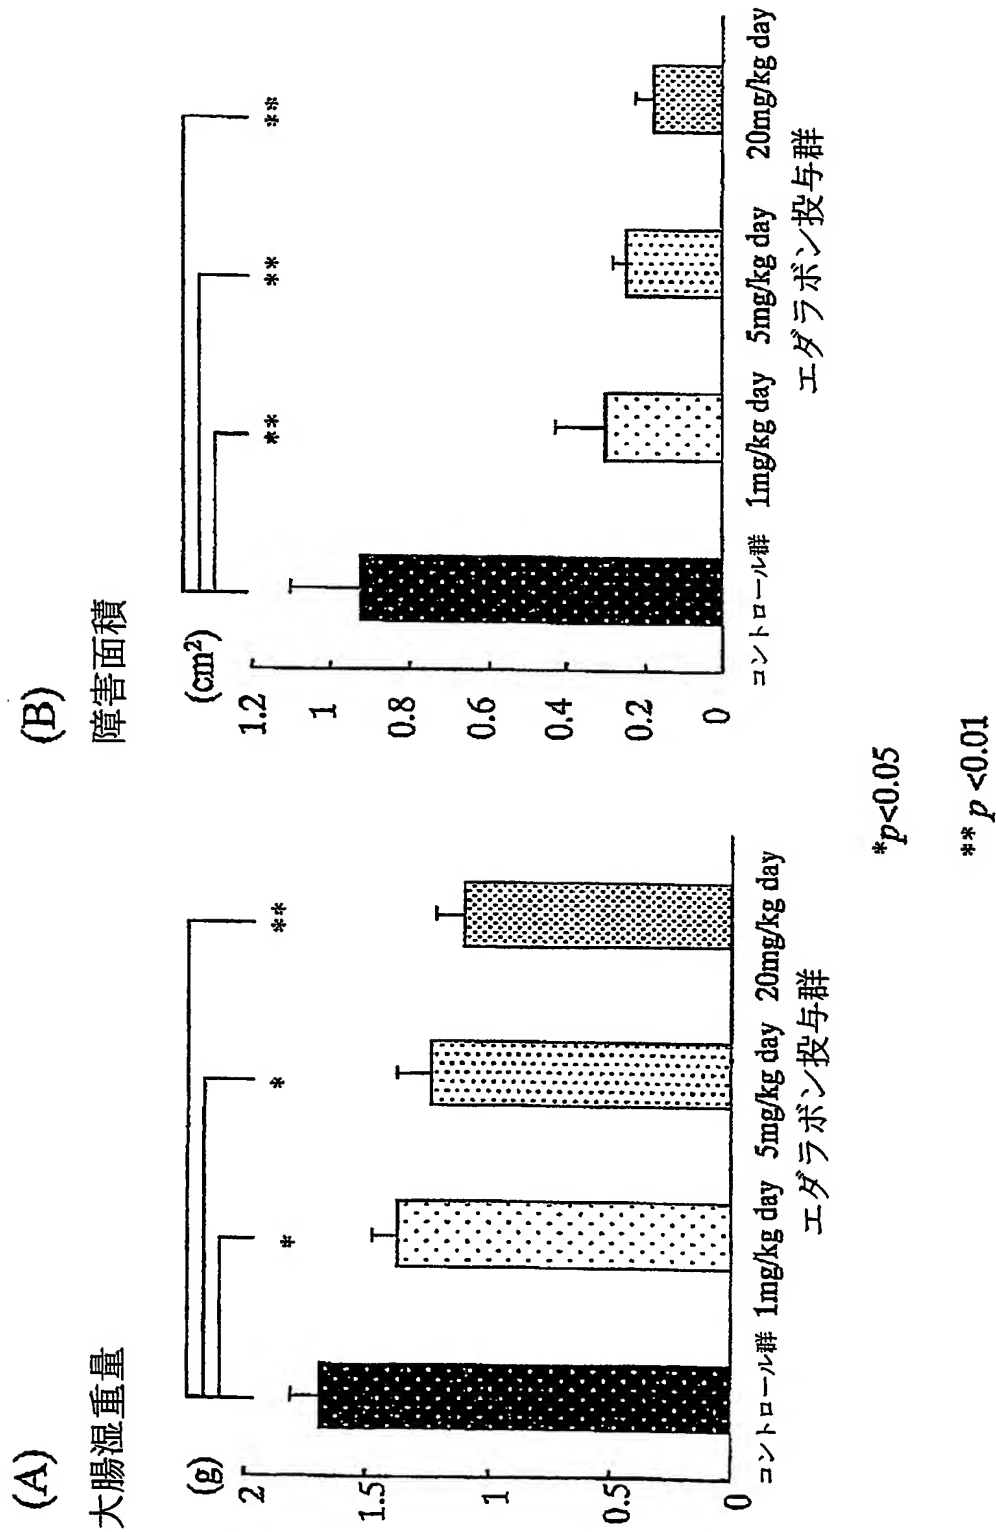 (A)
大腸湿重量
(g)
2
1.5
1
0.5
0
* * **
コントロール群 1mg/kg day 5mg/kg day 20mg/kg day
エダラボン投与群
(B)
障害面積
(cm²)
1.2
1
0.8
0.6
0.4
0.2
0
** ** **
コントロール群 1mg/kg day 5mg/kg day 20mg/kg day
エダラボン投与群
*p<0.05
** p <0.01